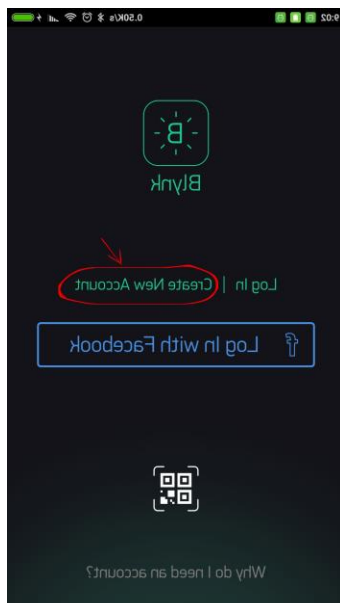 9:02 0.50K/s
B
Blynk
Log In | Create New Account
f Log In with Facebook
Why do I need an account?